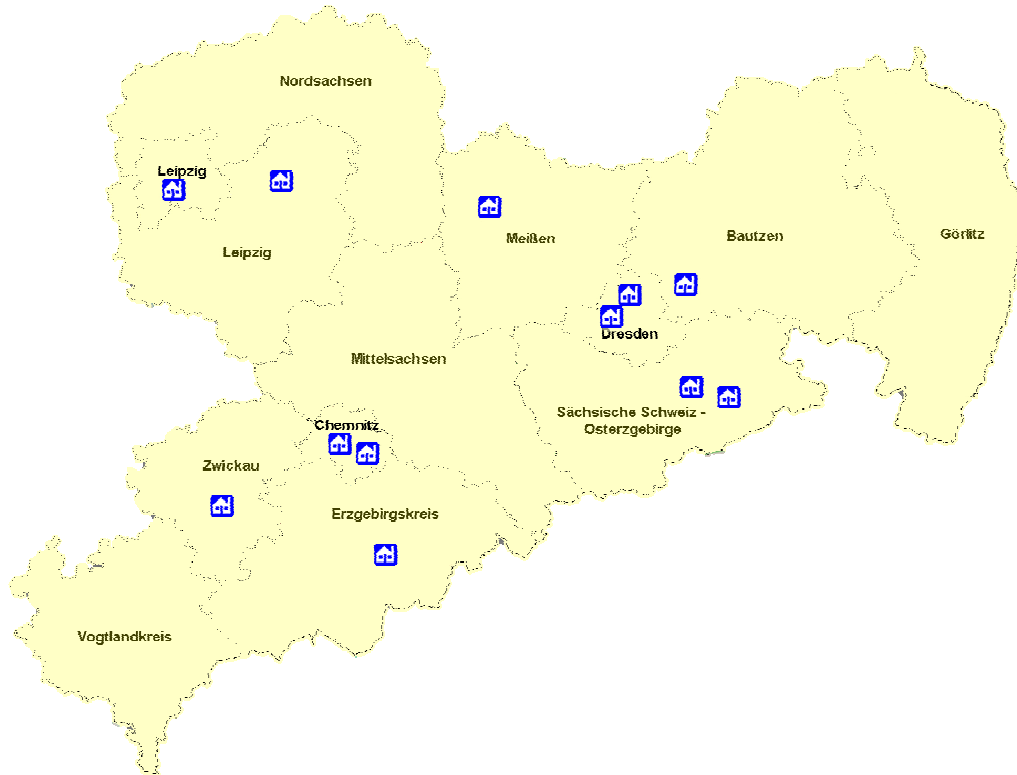 Nordsachsen
Leipzig
Meißen
Bautzen
Görlitz
Leipzig
Dresden
Mittelsachsen
Sächsische Schweiz -
Osterzgebirge
Chemnitz
Zwickau
Erzgebirgskreis
Vogtlandkreis